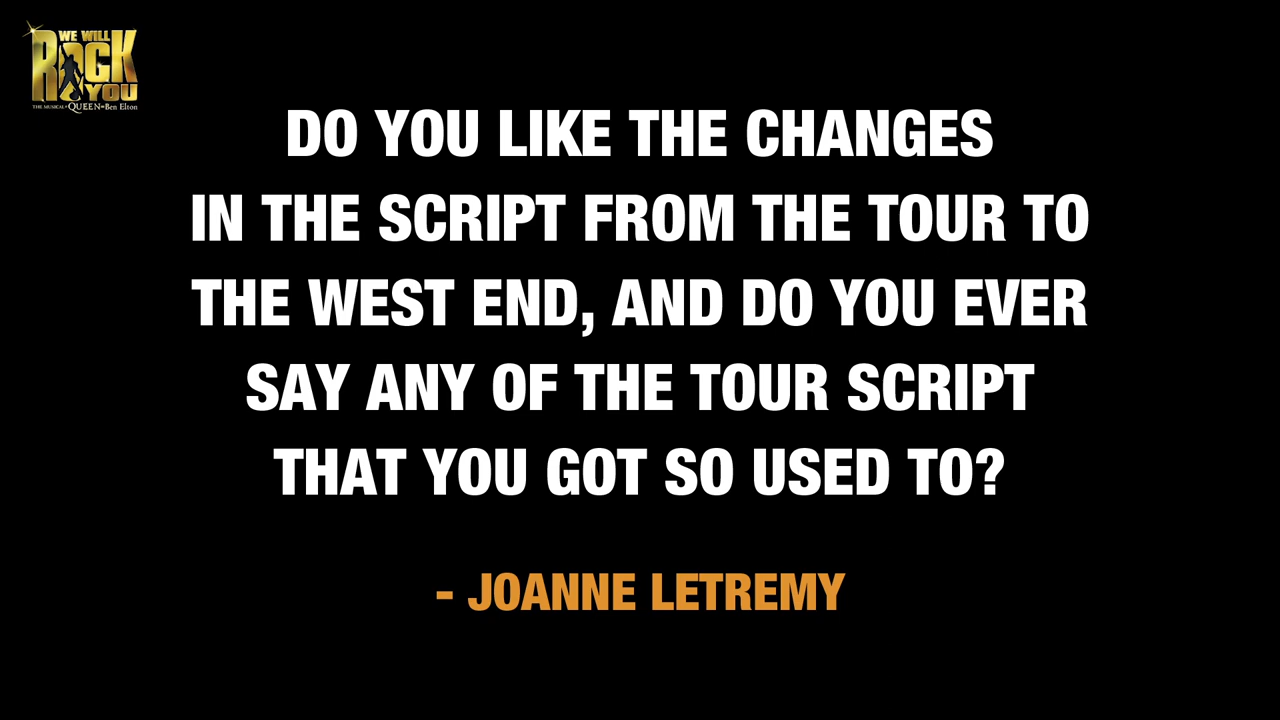 WE WILL
ROCK
YOU
THE MUSICAL BY QUEEN AND Ben Elton
DO YOU LIKE THE CHANGES
IN THE SCRIPT FROM THE TOUR TO
THE WEST END, AND DO YOU EVER
SAY ANY OF THE TOUR SCRIPT
THAT YOU GOT SO USED TO?
- JOANNE LETREMY